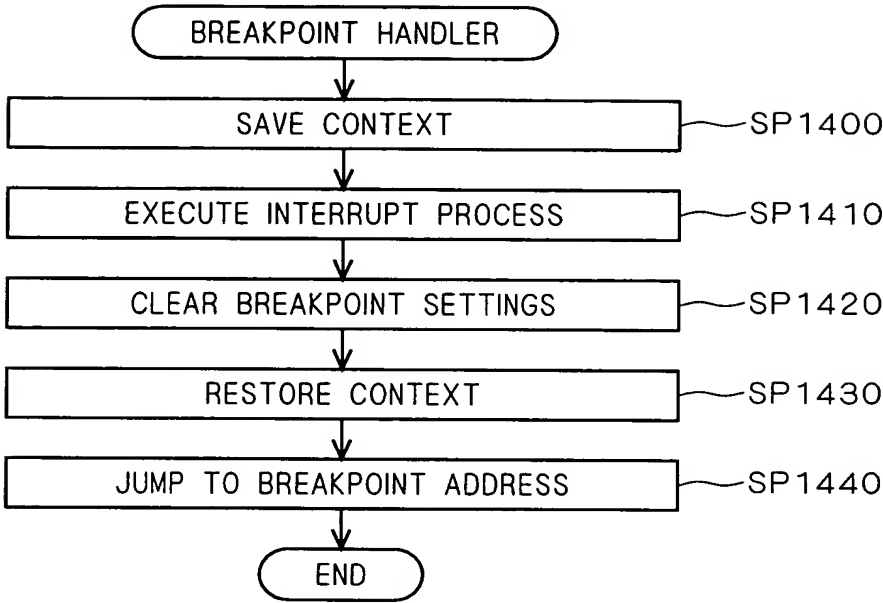 BREAKPOINT HANDLER
SAVE CONTEXT SP1400
EXECUTE INTERRUPT PROCESS SP1410
CLEAR BREAKPOINT SETTINGS SP1420
RESTORE CONTEXT SP1430
JUMP TO BREAKPOINT ADDRESS SP1440
END